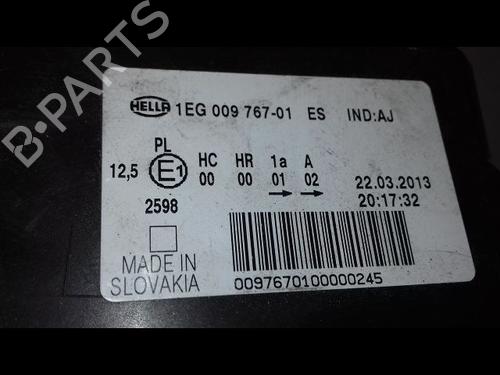 HELLA 1EG 009 767-01 ES IND:AJ
PL HC HR 1a A
12,5 E1 00 00 01 02 22.03.2013
2598 20:17:32
MADE IN
SLOVAKIA
0097670100000245
B-PARTS